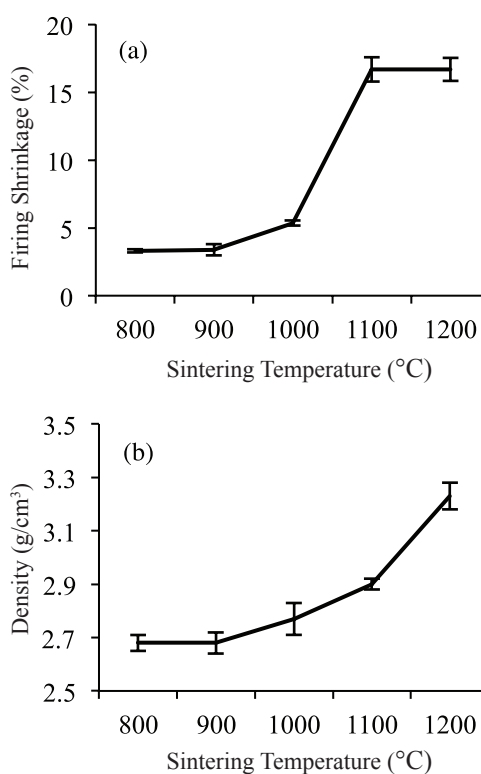 (a)
Firing Shrinkage (%)
20
15
10
5
0
800 900 1000 1100 1200
Sintering Temperature (°C)
(b)
Density (g/cm³)
3.5
3.3
3.1
2.9
2.7
2.5
800 900 1000 1100 1200
Sintering Temperature (°C)